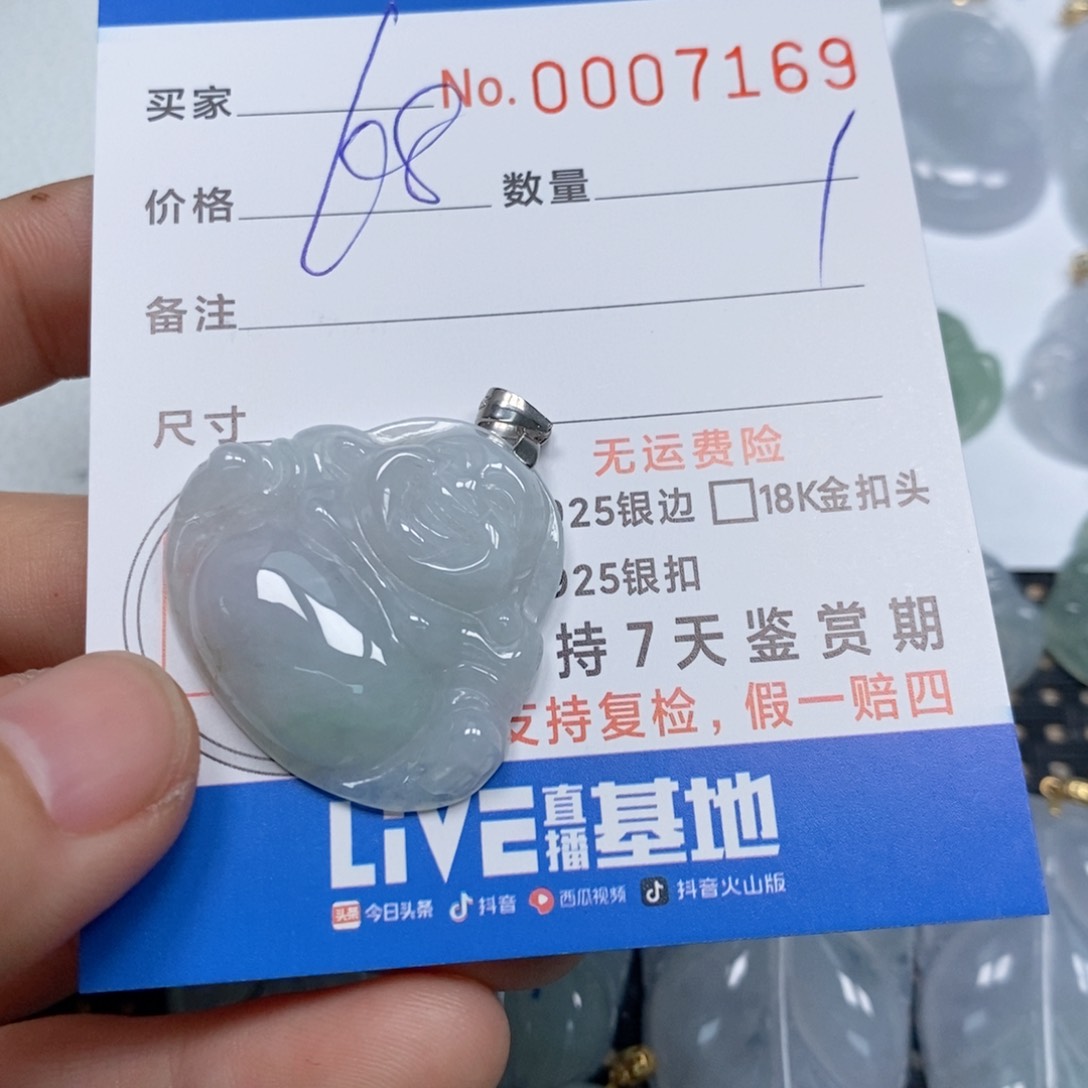 买家 No.0007169
价格 68 数量 1
备注
尺寸
无运费险
925银边 □18K金扣头
925银扣
持7天鉴赏期
支持复检，假一赔四
LiVE直播基地
头条 今日头条 抖音 西瓜视频 抖音火山版